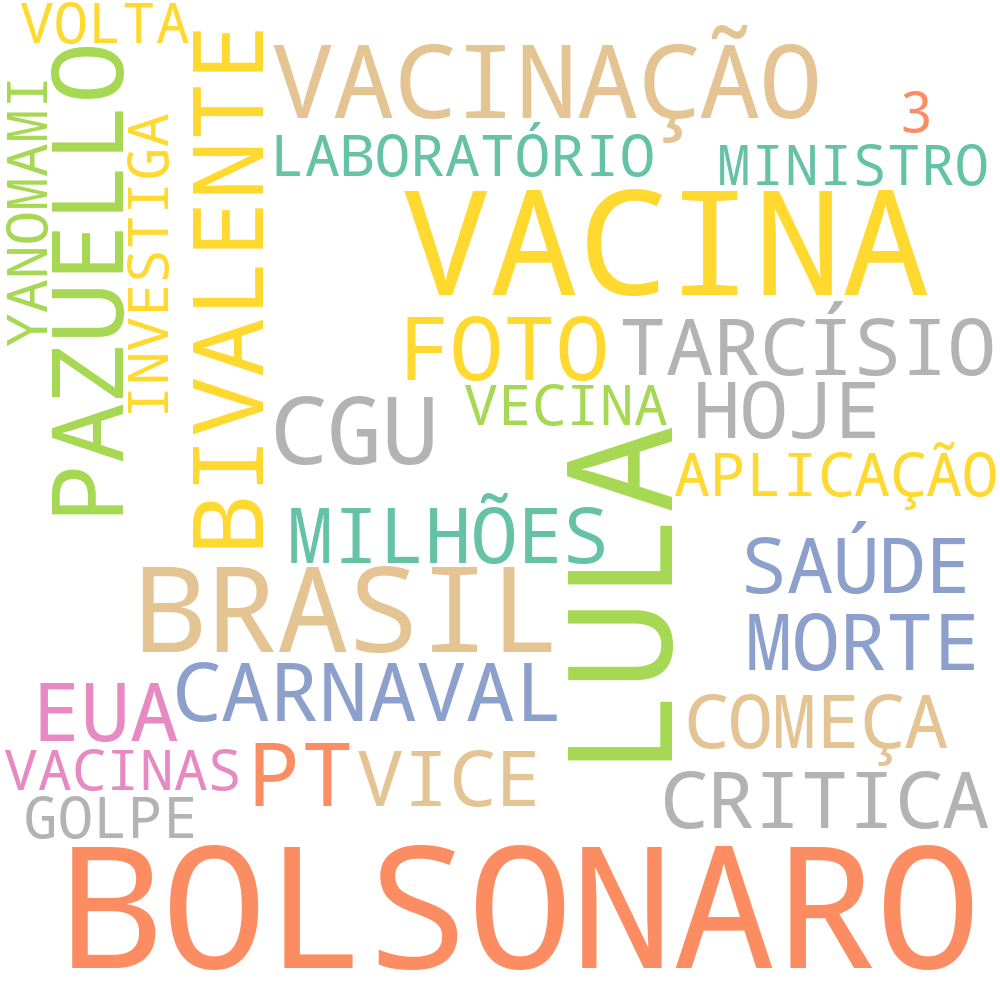 VOLTA
YANOMAMI
PAZUELLO
INVESTIGA
BIVALENTE
VACINAÇÃO
3
LABORATÓRIO
MINISTRO
VACINA
FOTO
TARCÍSIO
CGU
VECINA
HOJE
LULA
APLICAÇÃO
MILHÕES
SAÚDE
BRASIL
MORTE
CARNAVAL
EUA
COMEÇA
VACINAS
PT
VICE
CRITICA
GOLPE
BOLSONARO